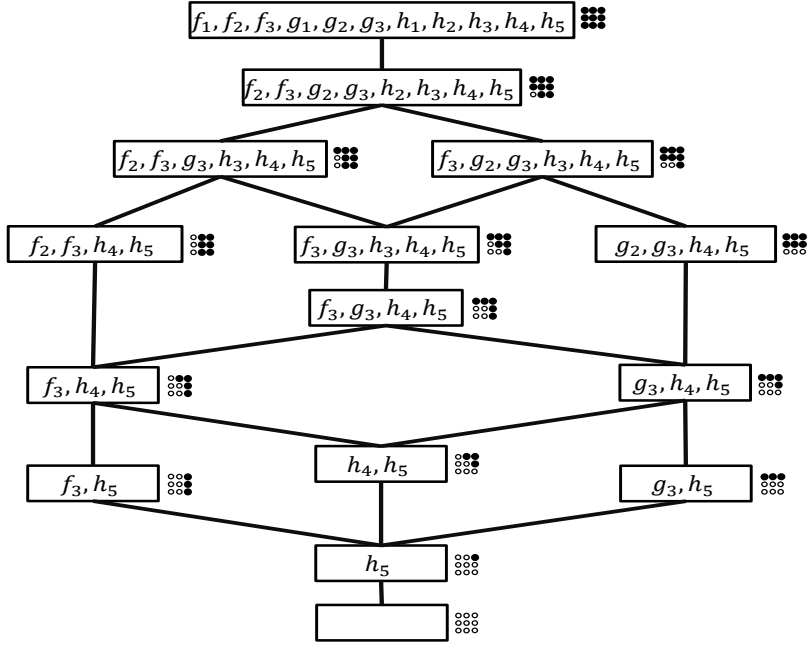 f₁, f₂, f₃, g₁, g₂, g₃, h₁, h₂, h₃, h₄, h₅
f₂, f₃, g₂, g₃, h₂, h₃, h₄, h₅
f₂, f₃, g₃, h₃, h₄, h₅
f₃, g₂, g₃, h₃, h₄, h₅
f₂, f₃, h₄, h₅
f₃, g₃, h₃, h₄, h₅
g₂, g₃, h₄, h₅
f₃, g₃, h₄, h₅
f₃, h₄, h₅
g₃, h₄, h₅
f₃, h₅
h₄, h₅
g₃, h₅
h₅